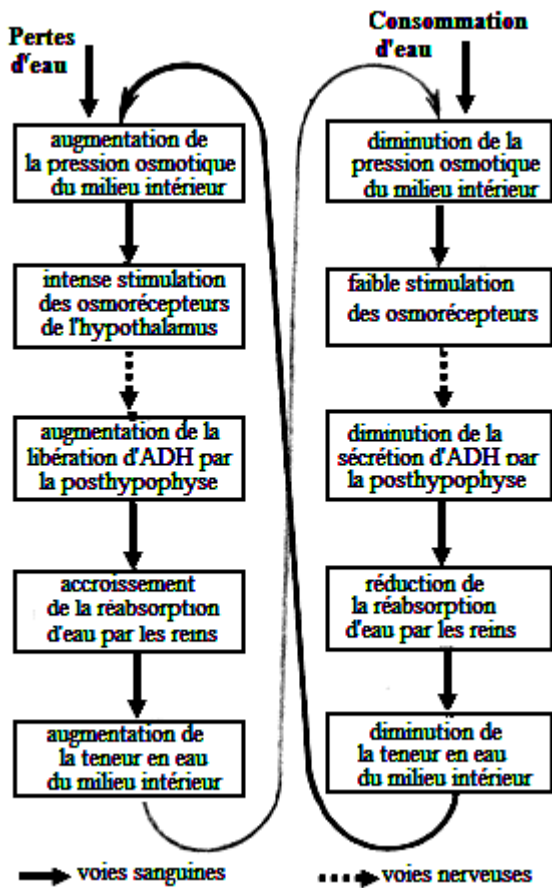 Pertes
d'eau
augmentation de
la pression osmotique
du milieu intérieur
intense stimulation
des osmorécepteurs
de l'hypothalamus
augmentation de la
libération d'ADH par
la posthypophyse
accroissement
de la réabsorption
d'eau par les reins
augmentation de
la teneur en eau
du milieu intérieur
Consommation
d'eau
diminution de la
pression osmotique
du milieu intérieur
faible stimulation
des osmorécepteurs
diminution de la
sécrétion d'ADH par
la posthypophyse
réduction de
la réabsorption
d'eau par les reins
diminution de
la teneur en eau
du milieu intérieur
voies sanguines
voies nerveuses